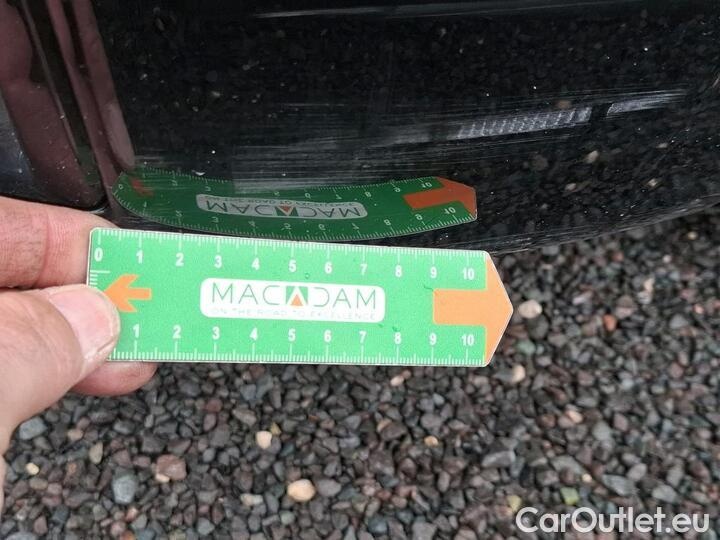 MACADAM
0 1 2 3 4 5 6 7 8 9 10
MACADAM
ON THE ROAD TO EXCELLENCE
1 2 3 4 5 6 7 8 9 10
CarOutlet.eu